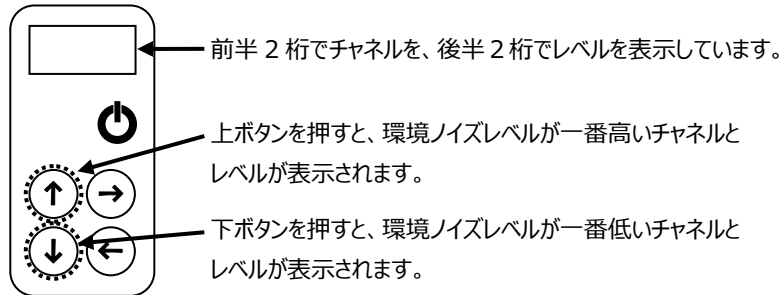 前半 2 桁でチャネルを、後半 2 桁でレベルを表示しています。
上ボタンを押すと、環境ノイズレベルが一番高いチャネルと
レベルが表示されます。
下ボタンを押すと、環境ノイズレベルが一番低いチャネルと
レベルが表示されます。